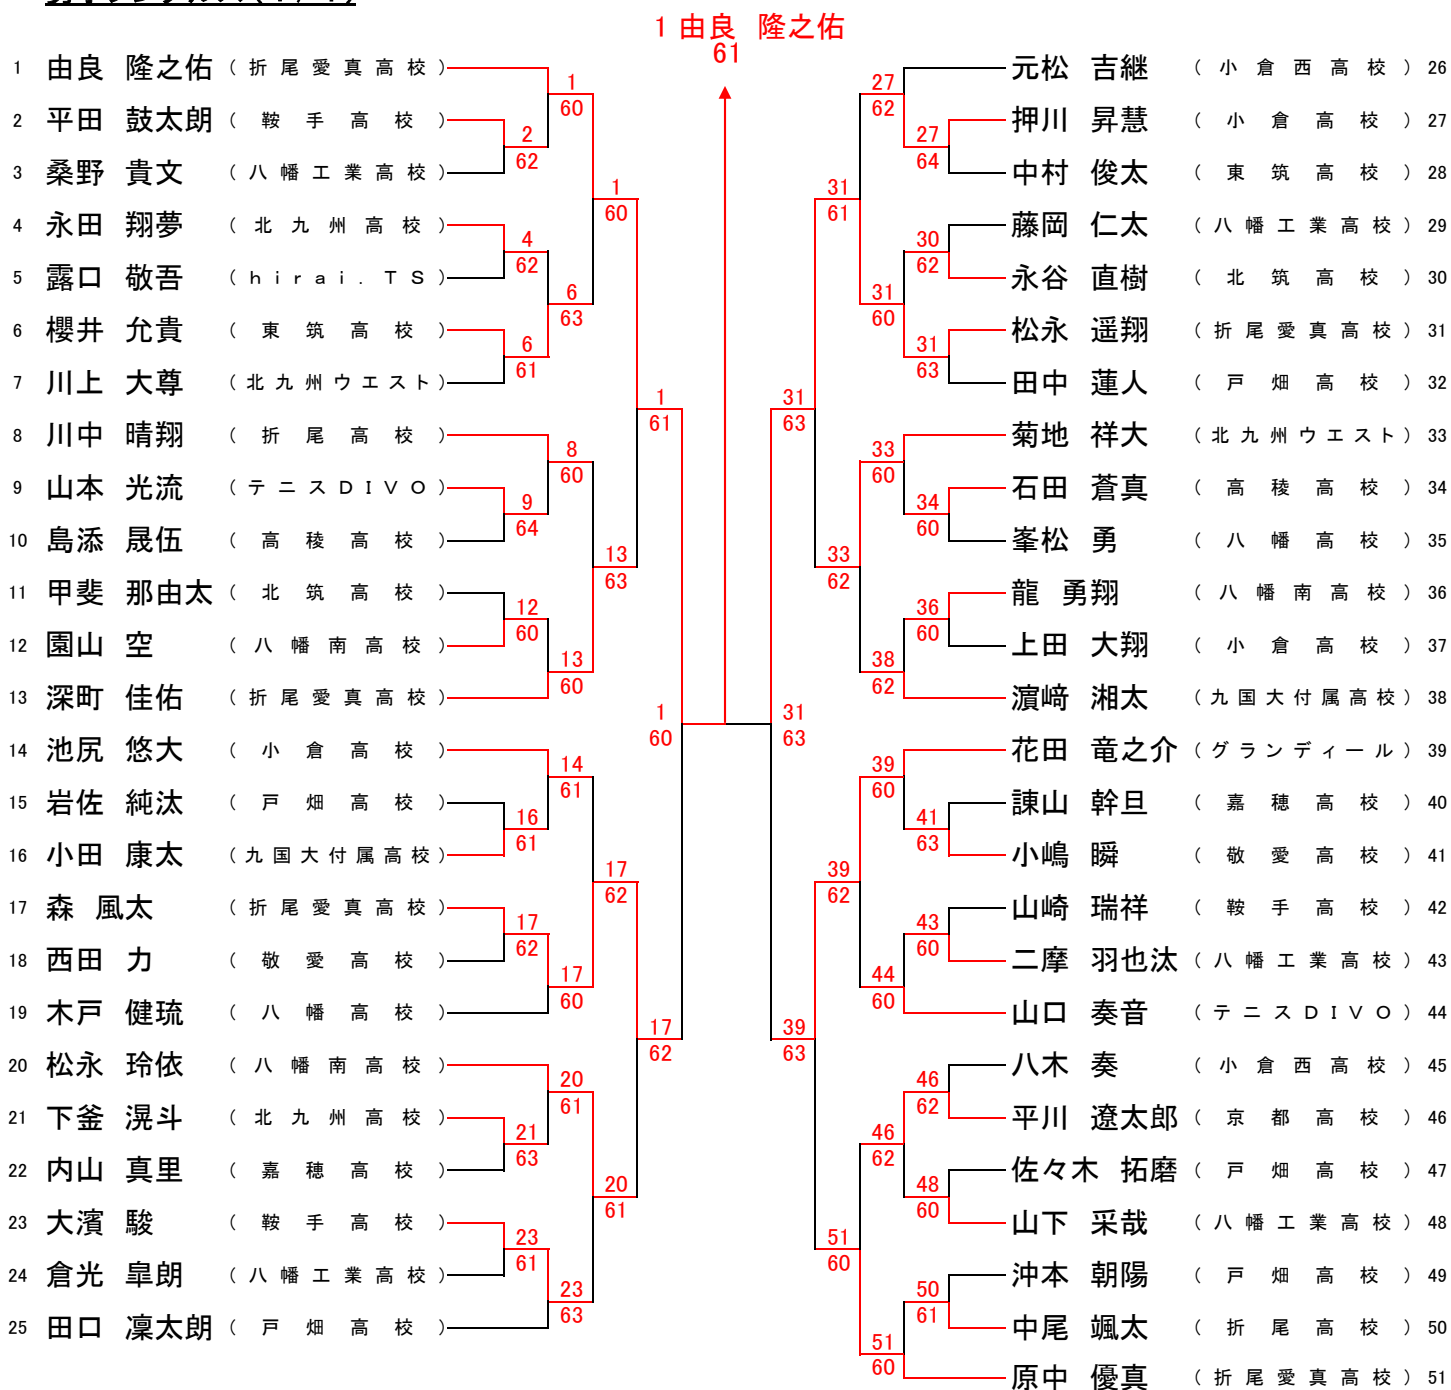 1 由良 隆之佑
61
1 由良 隆之佑 (折尾愛真高校)
2 平田 鼓太朗 (鞍手高校)
3 桑野 貴文 (八幡工業高校)
4 永田 翔夢 (北九州高校)
5 露口 敬吾 (hirai.TS)
6 櫻井 允貴 (東筑高校)
7 川上 大尊 (北九州ウエスト)
8 川中 晴翔 (折尾高校)
9 山本 光流 (テニスDIVO)
10 島添 晟伍 (高稜高校)
11 甲斐 那由太 (北筑高校)
12 園山 空 (八幡南高校)
13 深町 佳佑 (折尾愛真高校)
14 池尻 悠大 (小倉高校)
15 岩佐 純汰 (戸畑高校)
16 小田 康太 (九国大付属高校)
17 森 風太 (折尾愛真高校)
18 西田 力 (敬愛高校)
19 木戸 健琉 (八幡高校)
20 松永 玲依 (八幡南高校)
21 下釜 滉斗 (北九州高校)
22 内山 真里 (嘉穂高校)
23 大濱 駿 (鞍手高校)
24 倉光 皐朗 (八幡工業高校)
25 田口 凜太朗 (戸畑高校)
2
62
4
62
6
61
9
64
12
60
16
61
17
62
21
63
23
61
1
60
6
63
8
60
13
60
14
61
17
60
20
61
23
63
1
60
13
63
17
62
20
61
1
61
17
62
1
60
31
63
31
63
39
63
31
61
33
62
39
62
51
60
27
62
31
60
33
60
38
62
39
60
44
60
46
62
51
60
27
64
30
62
31
63
34
60
36
60
41
63
43
60
46
62
48
60
50
61
元松 吉継 (小倉西高校) 26
押川 昇慧 (小倉高校) 27
中村 俊太 (東筑高校) 28
藤岡 仁太 (八幡工業高校) 29
永谷 直樹 (北筑高校) 30
松永 遥翔 (折尾愛真高校) 31
田中 蓮人 (戸畑高校) 32
菊地 祥大 (北九州ウエスト) 33
石田 蒼真 (高稜高校) 34
峯松 勇 (八幡高校) 35
龍 勇翔 (八幡南高校) 36
上田 大翔 (小倉高校) 37
濵﨑 湘太 (九国大付属高校) 38
花田 竜之介 (グランディール) 39
諌山 幹旦 (嘉穂高校) 40
小嶋 瞬 (敬愛高校) 41
山崎 瑞祥 (鞍手高校) 42
二摩 羽也汰 (八幡工業高校) 43
山口 奏音 (テニスDIVO) 44
八木 奏 (小倉西高校) 45
平川 遼太郎 (京都高校) 46
佐々木 拓磨 (戸畑高校) 47
山下 采哉 (八幡工業高校) 48
沖本 朝陽 (戸畑高校) 49
中尾 颯太 (折尾高校) 50
原中 優真 (折尾愛真高校) 51